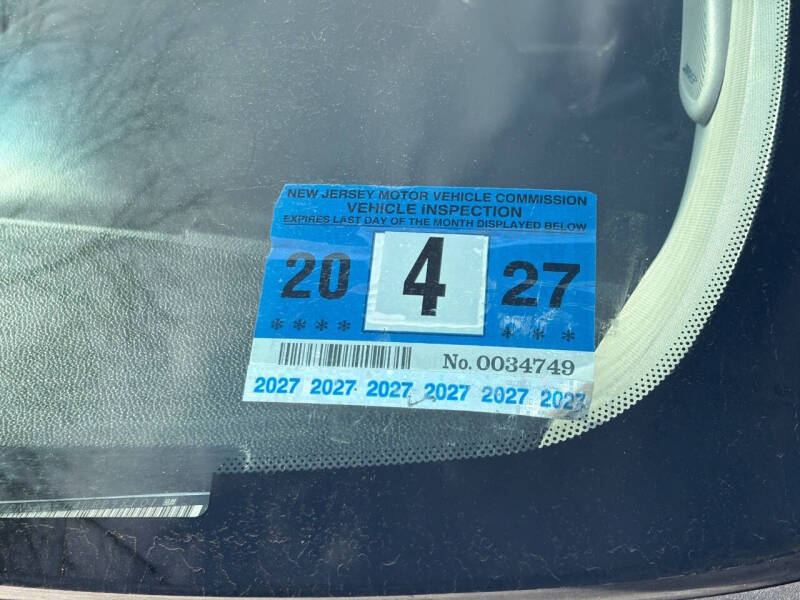 NEW JERSEY MOTOR VEHICLE COMMISSION
VEHICLE iNSPECTION
EXPIRES LAST DAY OF THE MONTH DISPLAYED BELOW
20 4 27
**** ***
No. 0034749
2027 2027 2027 2027 2027 2027